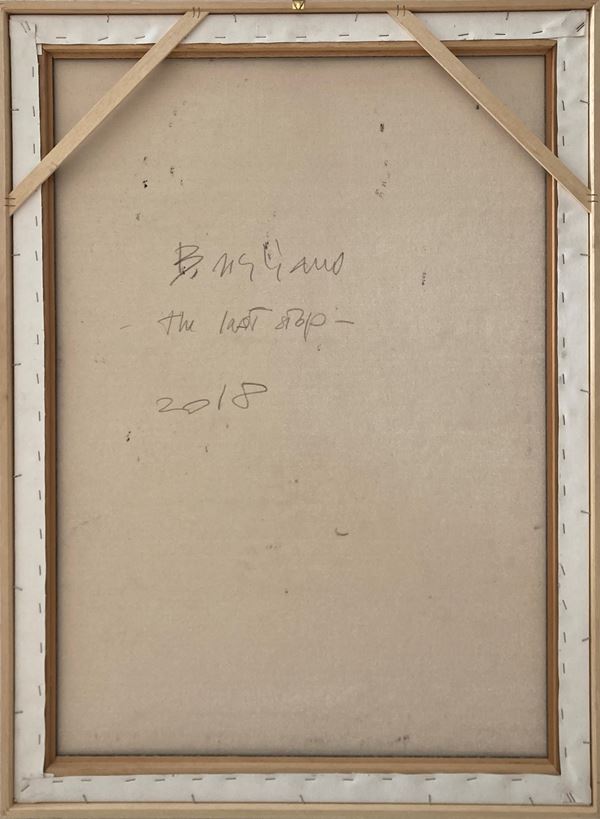 - the last stop -
2018